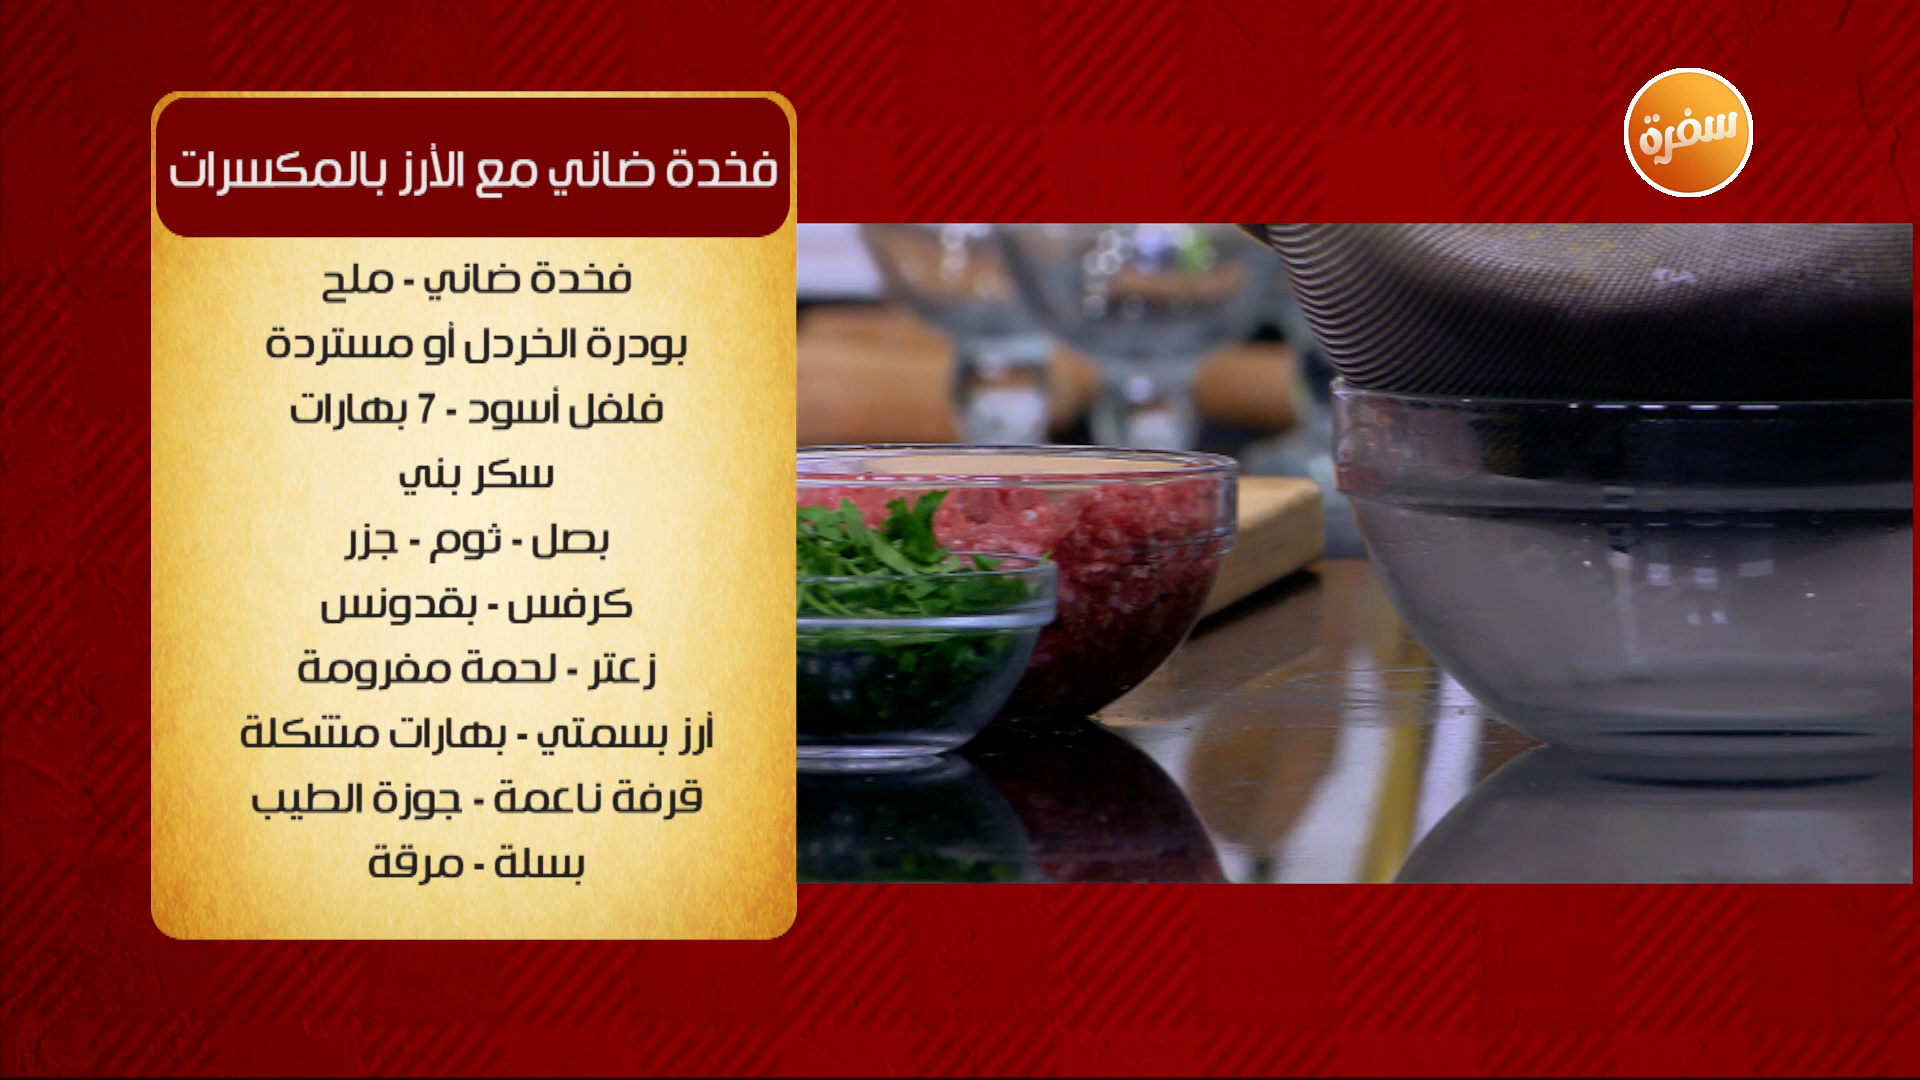 سفرة
فخدة ضاني مع الأرز بالمكسرات
فخدة ضاني - ملح
بودرة الخردل أو مستردة
فلفل أسود - 7 بهارات
سكر بني
بصل - ثوم - جزر
كرفس - بقدونس
زعتر - لحمة مفرومة
أرز بسمتي - بهارات مشكلة
قرفة ناعمة - جوزة الطيب
بسلة - مرقة